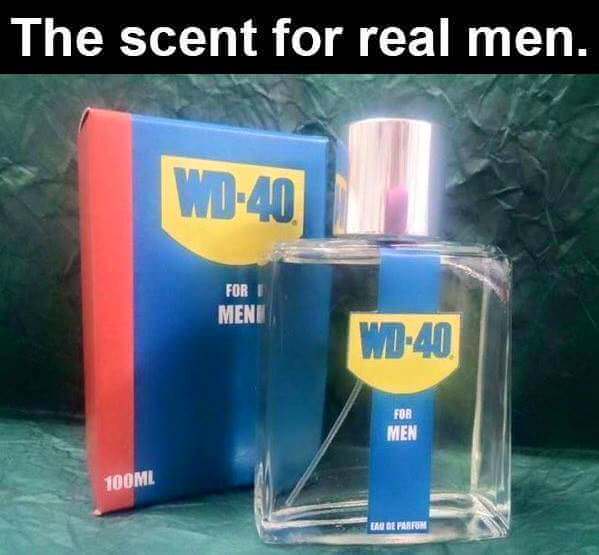 The scent for real men.
WD-40
FOR
MEN
100ML
WD-40
FOR
MEN
EAU DE PARFUM